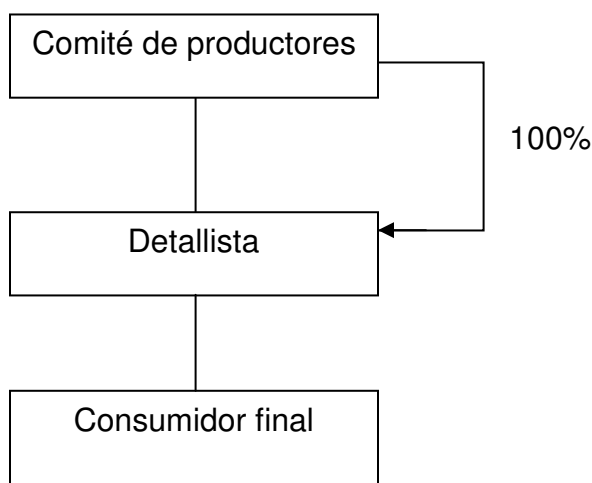 Comité de productores
100%
Detallista
Consumidor final